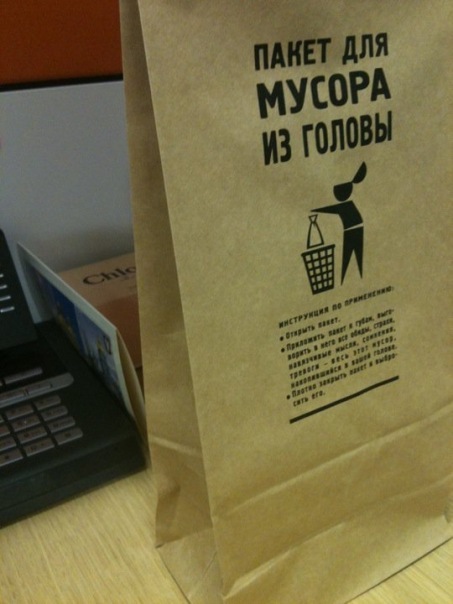 ПАКЕТ ДЛЯ
МУСОРА
ИЗ ГОЛОВЫ
ИНСТРУКЦИЯ ПО ПРИМЕНЕНИЮ:
• Открыть пакет.
• Приложить пакет к губам, выго-
ворить в него все обиды, страхи,
навязчивые мысли, сомнения,
тревоги - весь этот мусор,
накопившийся в вашей голове.
• Плотно закрыть пакет и выбро-
сить его.
Chlo